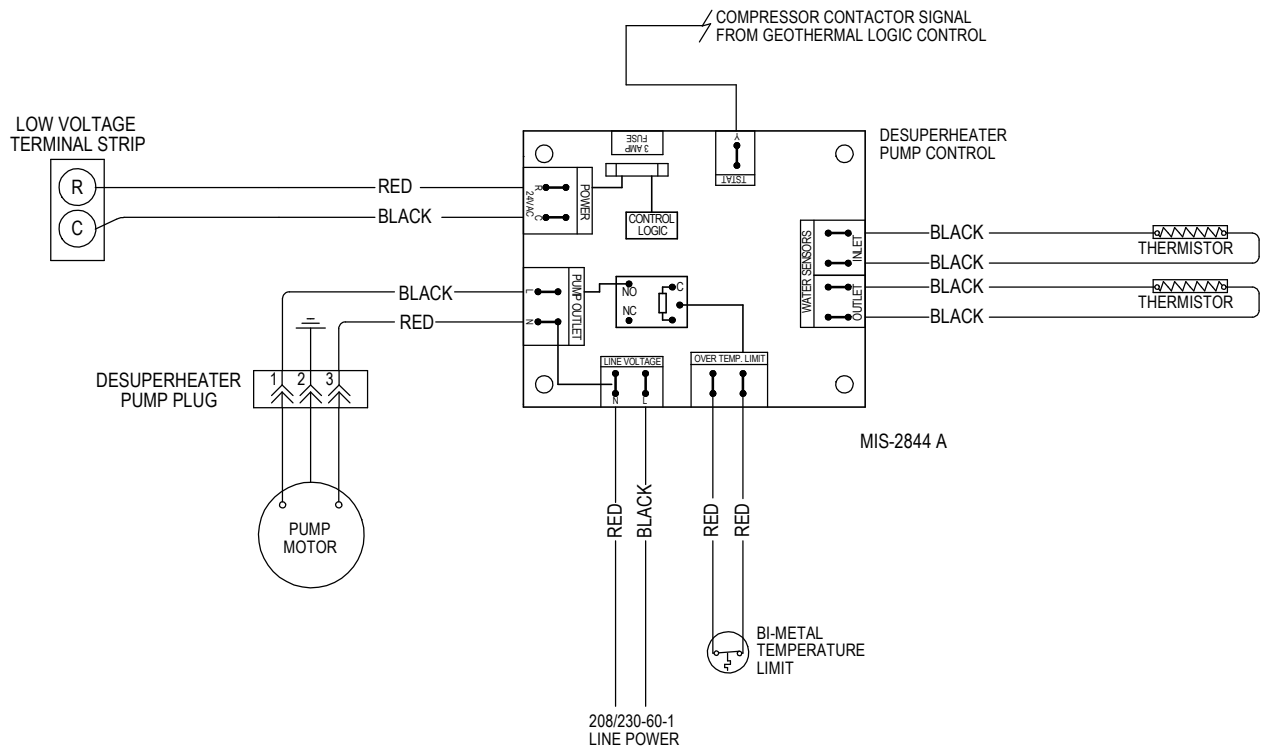 COMPRESSOR CONTACTOR SIGNAL
FROM GEOTHERMAL LOGIC CONTROL
LOW VOLTAGE
TERMINAL STRIP
R
C
RED
BLACK
3 AMP
FUSE
Y
TSTAT
DESUPERHEATER
PUMP CONTROL
R
24VAC
C
POWER
CONTROL
LOGIC
WATER SENSORS
INLET
OUTLET
BLACK
BLACK
THERMISTOR
BLACK
BLACK
THERMISTOR
BLACK
RED
L
N
PUMP OUTLET
NO
NC
C
LINE VOLTAGE
N
L
OVER TEMP. LIMIT
DESUPERHEATER
PUMP PLUG
1
2
3
MIS-2844 A
PUMP
MOTOR
RED
BLACK
RED
RED
BI-METAL
TEMPERATURE
LIMIT
208/230-60-1
LINE POWER